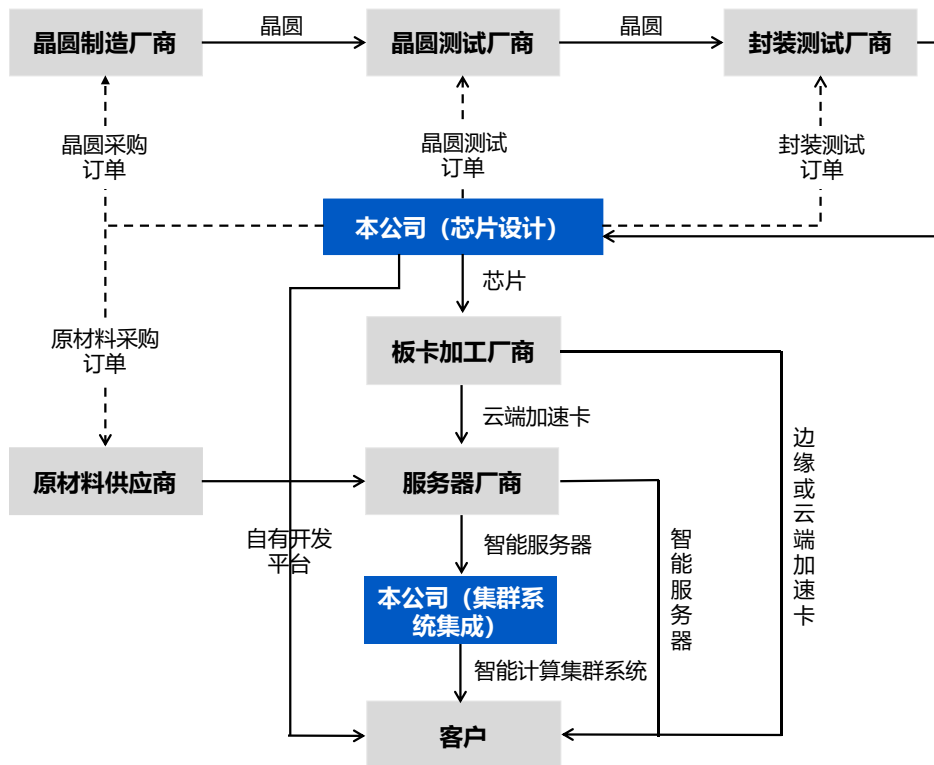 晶圆制造厂商
晶圆
晶圆测试厂商
晶圆
封装测试厂商
晶圆采购
订单
晶圆测试
订单
封装测试
订单
本公司（芯片设计）
芯片
原材料采购
订单
板卡加工厂商
云端加速卡
边缘或云端加速卡
原材料供应商
服务器厂商
自有开发
平台
智能服务器
智能服务器
本公司（集群系
统集成）
智能计算集群系统
客户